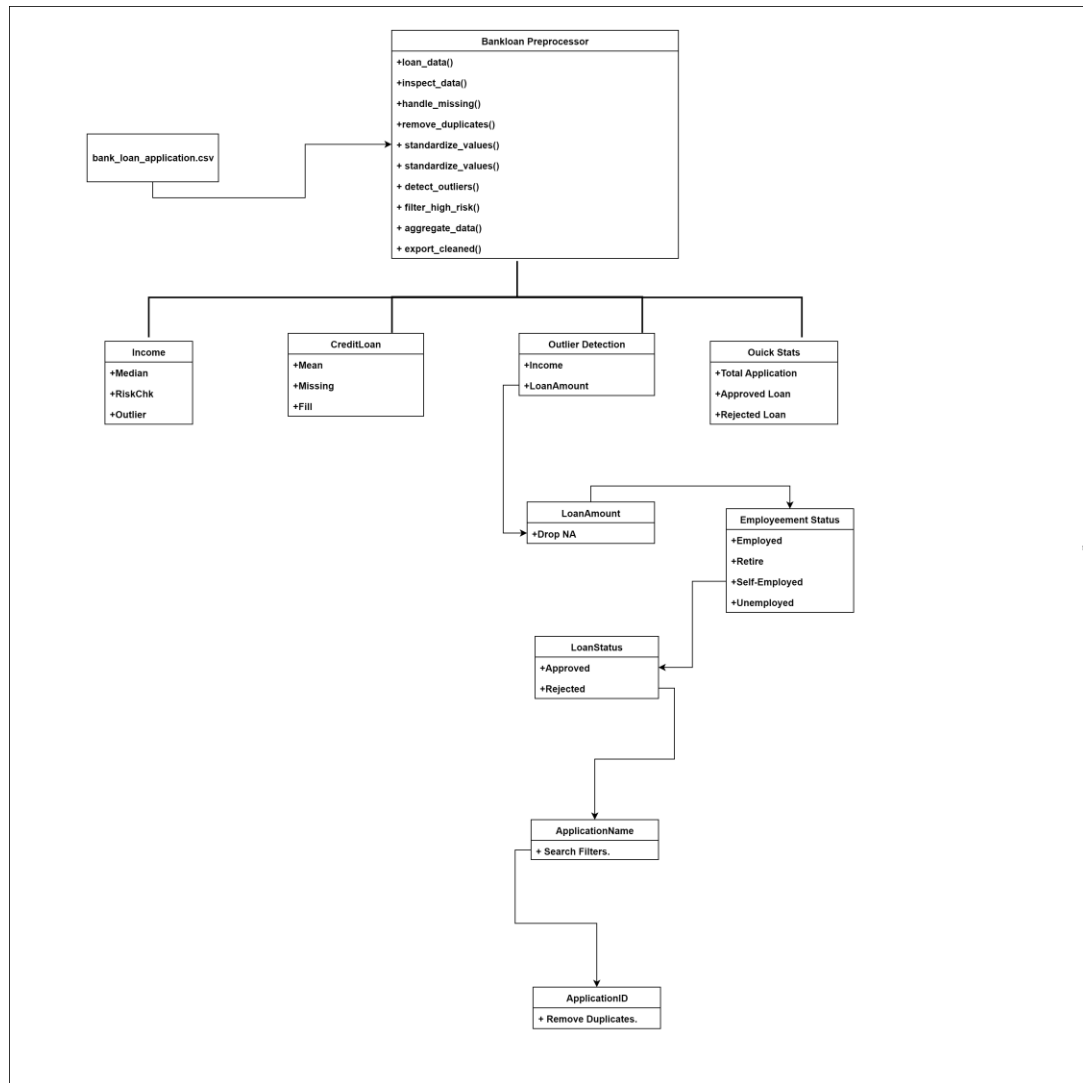 Bankloan Preprocessor
+loan_data()
+inspect_data()
+handle_missing()
+remove_duplicates()
+ standardize_values()
+ standardize_values()
+ detect_outliers()
+ filter_high_risk()
+ aggregate_data()
+ export_cleaned()
bank_loan_application.csv
Income
+Median
+RiskChk
+Outlier
CreditLoan
+Mean
+Missing
+Fill
Outlier Detection
+Income
+LoanAmount
Ouick Stats
+Total Application
+Approved Loan
+Rejected Loan
LoanAmount
+Drop NA
Employeement Status
+Employed
+Retire
+Self-Employed
+Unemployed
LoanStatus
+Approved
+Rejected
ApplicationName
+ Search Filters.
ApplicationID
+ Remove Duplicates.